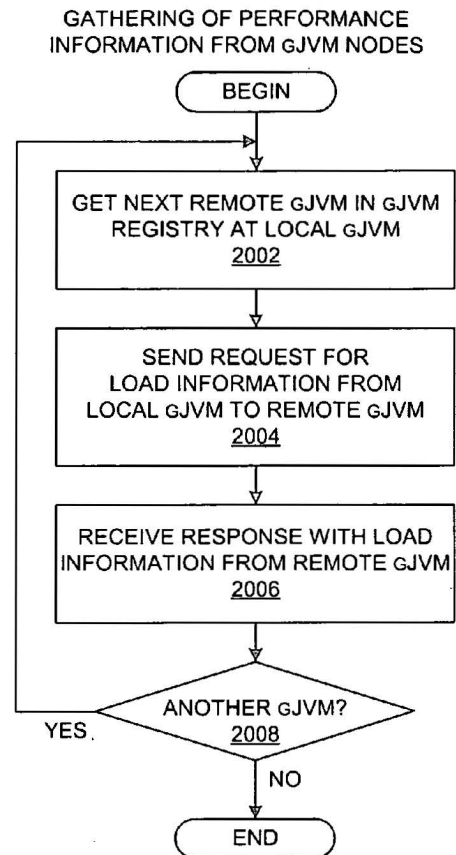 GATHERING OF PERFORMANCE
INFORMATION FROM GJVM NODES
BEGIN
GET NEXT REMOTE GJVM IN GJVM
REGISTRY AT LOCAL GJVM
2002
SEND REQUEST FOR
LOAD INFORMATION FROM
LOCAL GJVM TO REMOTE GJVM
2004
RECEIVE RESPONSE WITH LOAD
INFORMATION FROM REMOTE GJVM
2006
ANOTHER GJVM?
2008
YES
NO
END